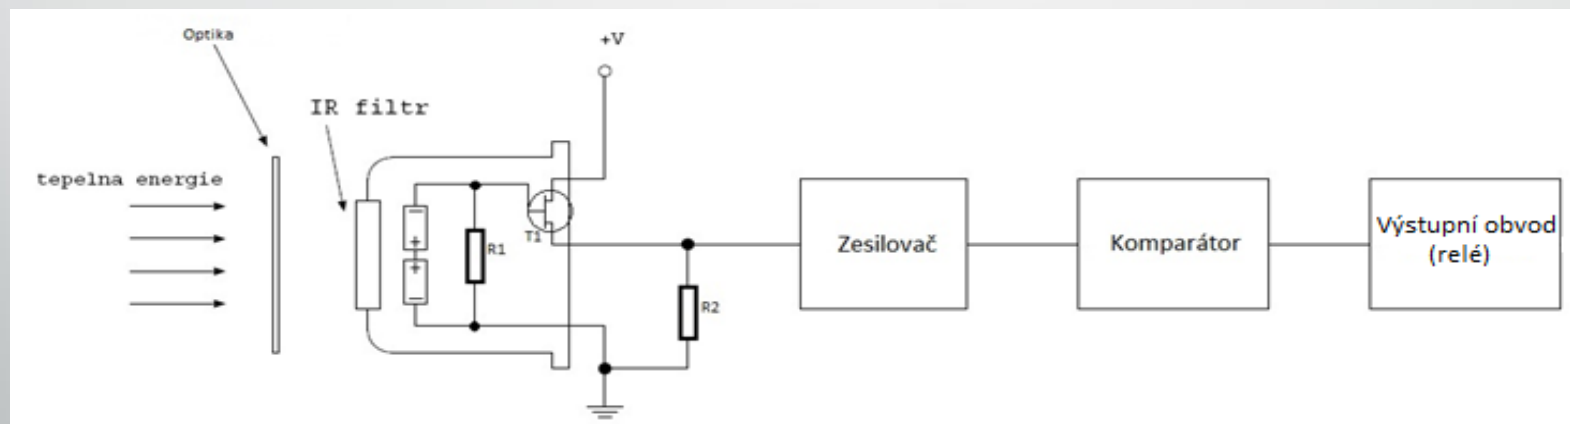 Optika
+V
IR filtr
tepelna energie
T1
R1
R2
Zesilovač
Komparátor
Výstupní obvod
(relé)